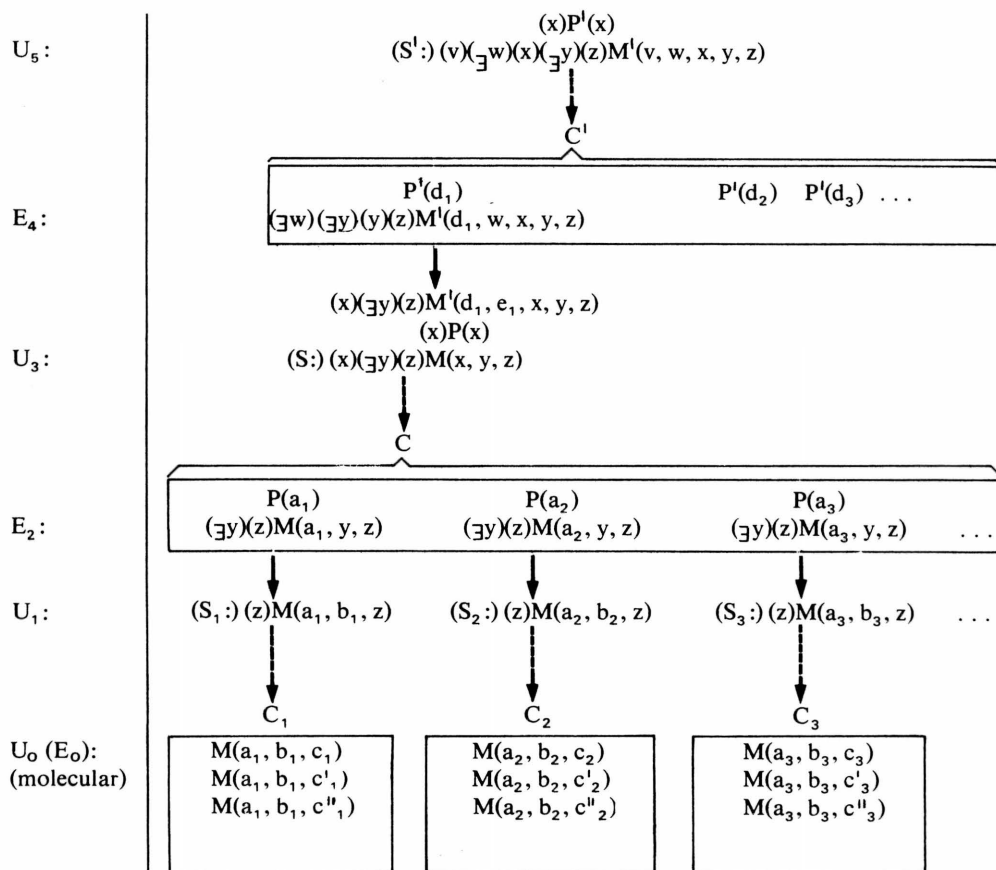 (x)P'(x)
U₅: (S':) (v)(∃w)(x)(∃y)(z)M'(v, w, x, y, z)
C'
P'(d₁) P'(d₂) P'(d₃) ...
E₄: (∃w)(∃y)(y)(z)M'(d₁, w, x, y, z)
(x)(∃y)(z)M'(d₁, e₁, x, y, z)
(x)P(x)
U₃: (S:) (x)(∃y)(z)M(x, y, z)
C
P(a₁) P(a₂) P(a₃)
E₂: (∃y)(z)M(a₁, y, z) (∃y)(z)M(a₂, y, z) (∃y)(z)M(a₃, y, z) ...
U₁: (S₁:) (z)M(a₁, b₁, z) (S₂:) (z)M(a₂, b₂, z) (S₃:) (z)M(a₃, b₃, z) ...
C₁ C₂ C₃
U₀ (E₀): M(a₁, b₁, c₁) M(a₂, b₂, c₂) M(a₃, b₃, c₃)
(molecular) M(a₁, b₁, c'₁) M(a₂, b₂, c'₂) M(a₃, b₃, c'₃)
M(a₁, b₁, c''₁) M(a₂, b₂, c''₂) M(a₃, b₃, c''₃)